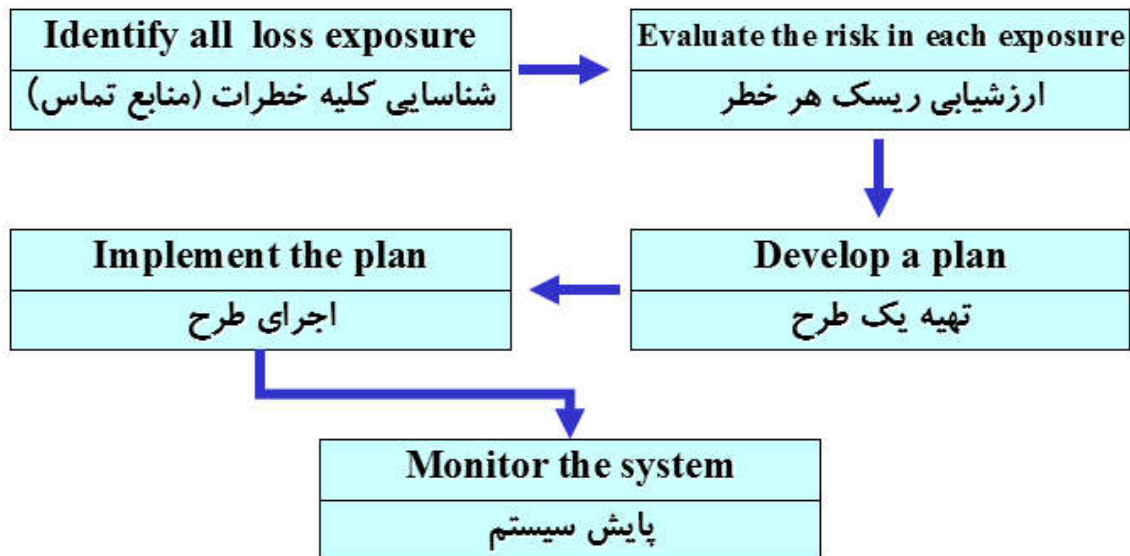 Identify all loss exposure
شناسایی کلیه خطرات (منابع تماس)
Evaluate the risk in each exposure
ارزشیابی ریسک هر خطر
Develop a plan
تهیه یک طرح
Implement the plan
اجرای طرح
Monitor the system
پایش سیستم